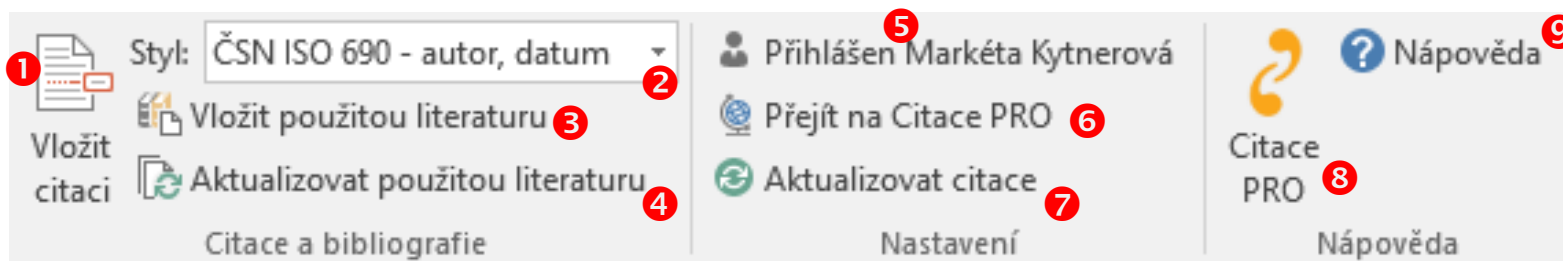 1
Vložit
citaci
Styl: ČSN ISO 690 - autor, datum 2
Vložit použitou literaturu 3
Aktualizovat použitou literaturu 4
Citace a bibliografie
5
Přihlášen Markéta Kytnerová
Přejít na Citace PRO 6
Aktualizovat citace 7
Nastavení
Citace
PRO 8
Nápověda 9
Nápověda